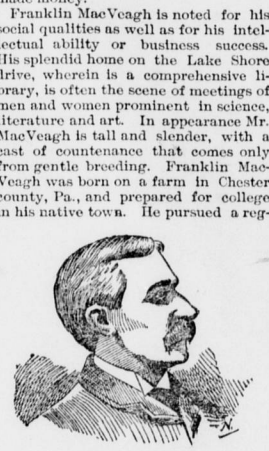 made money.
Franklin MacVeagh is noted for his
social qualities as well as for his intel-
lectual ability or business success.
His splendid home on the Lake Shore
drive, wherein is a comprehensive li-
brary, is often the scene of meetings of
men and women prominent in science,
literature and art. In appearance Mr.
MacVeagh is tall and slender, with a
cast of countenance that comes only
from gentle breeding. Franklin Mac-
Veagh was born on a farm in Chester
county, Pa., and prepared for college
in his native town. He pursued a reg-
N.